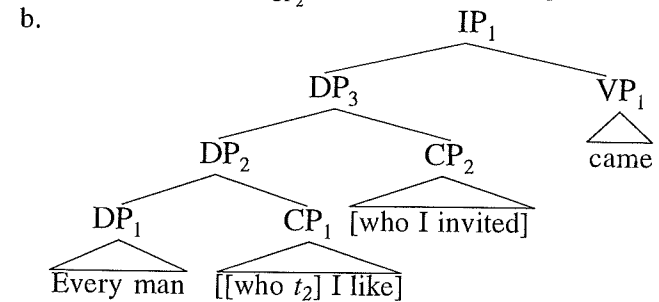 b.
IP1
DP3 VP1
DP2 CP2 came
DP1 CP1 [who I invited]
Every man [[who t2] I like]